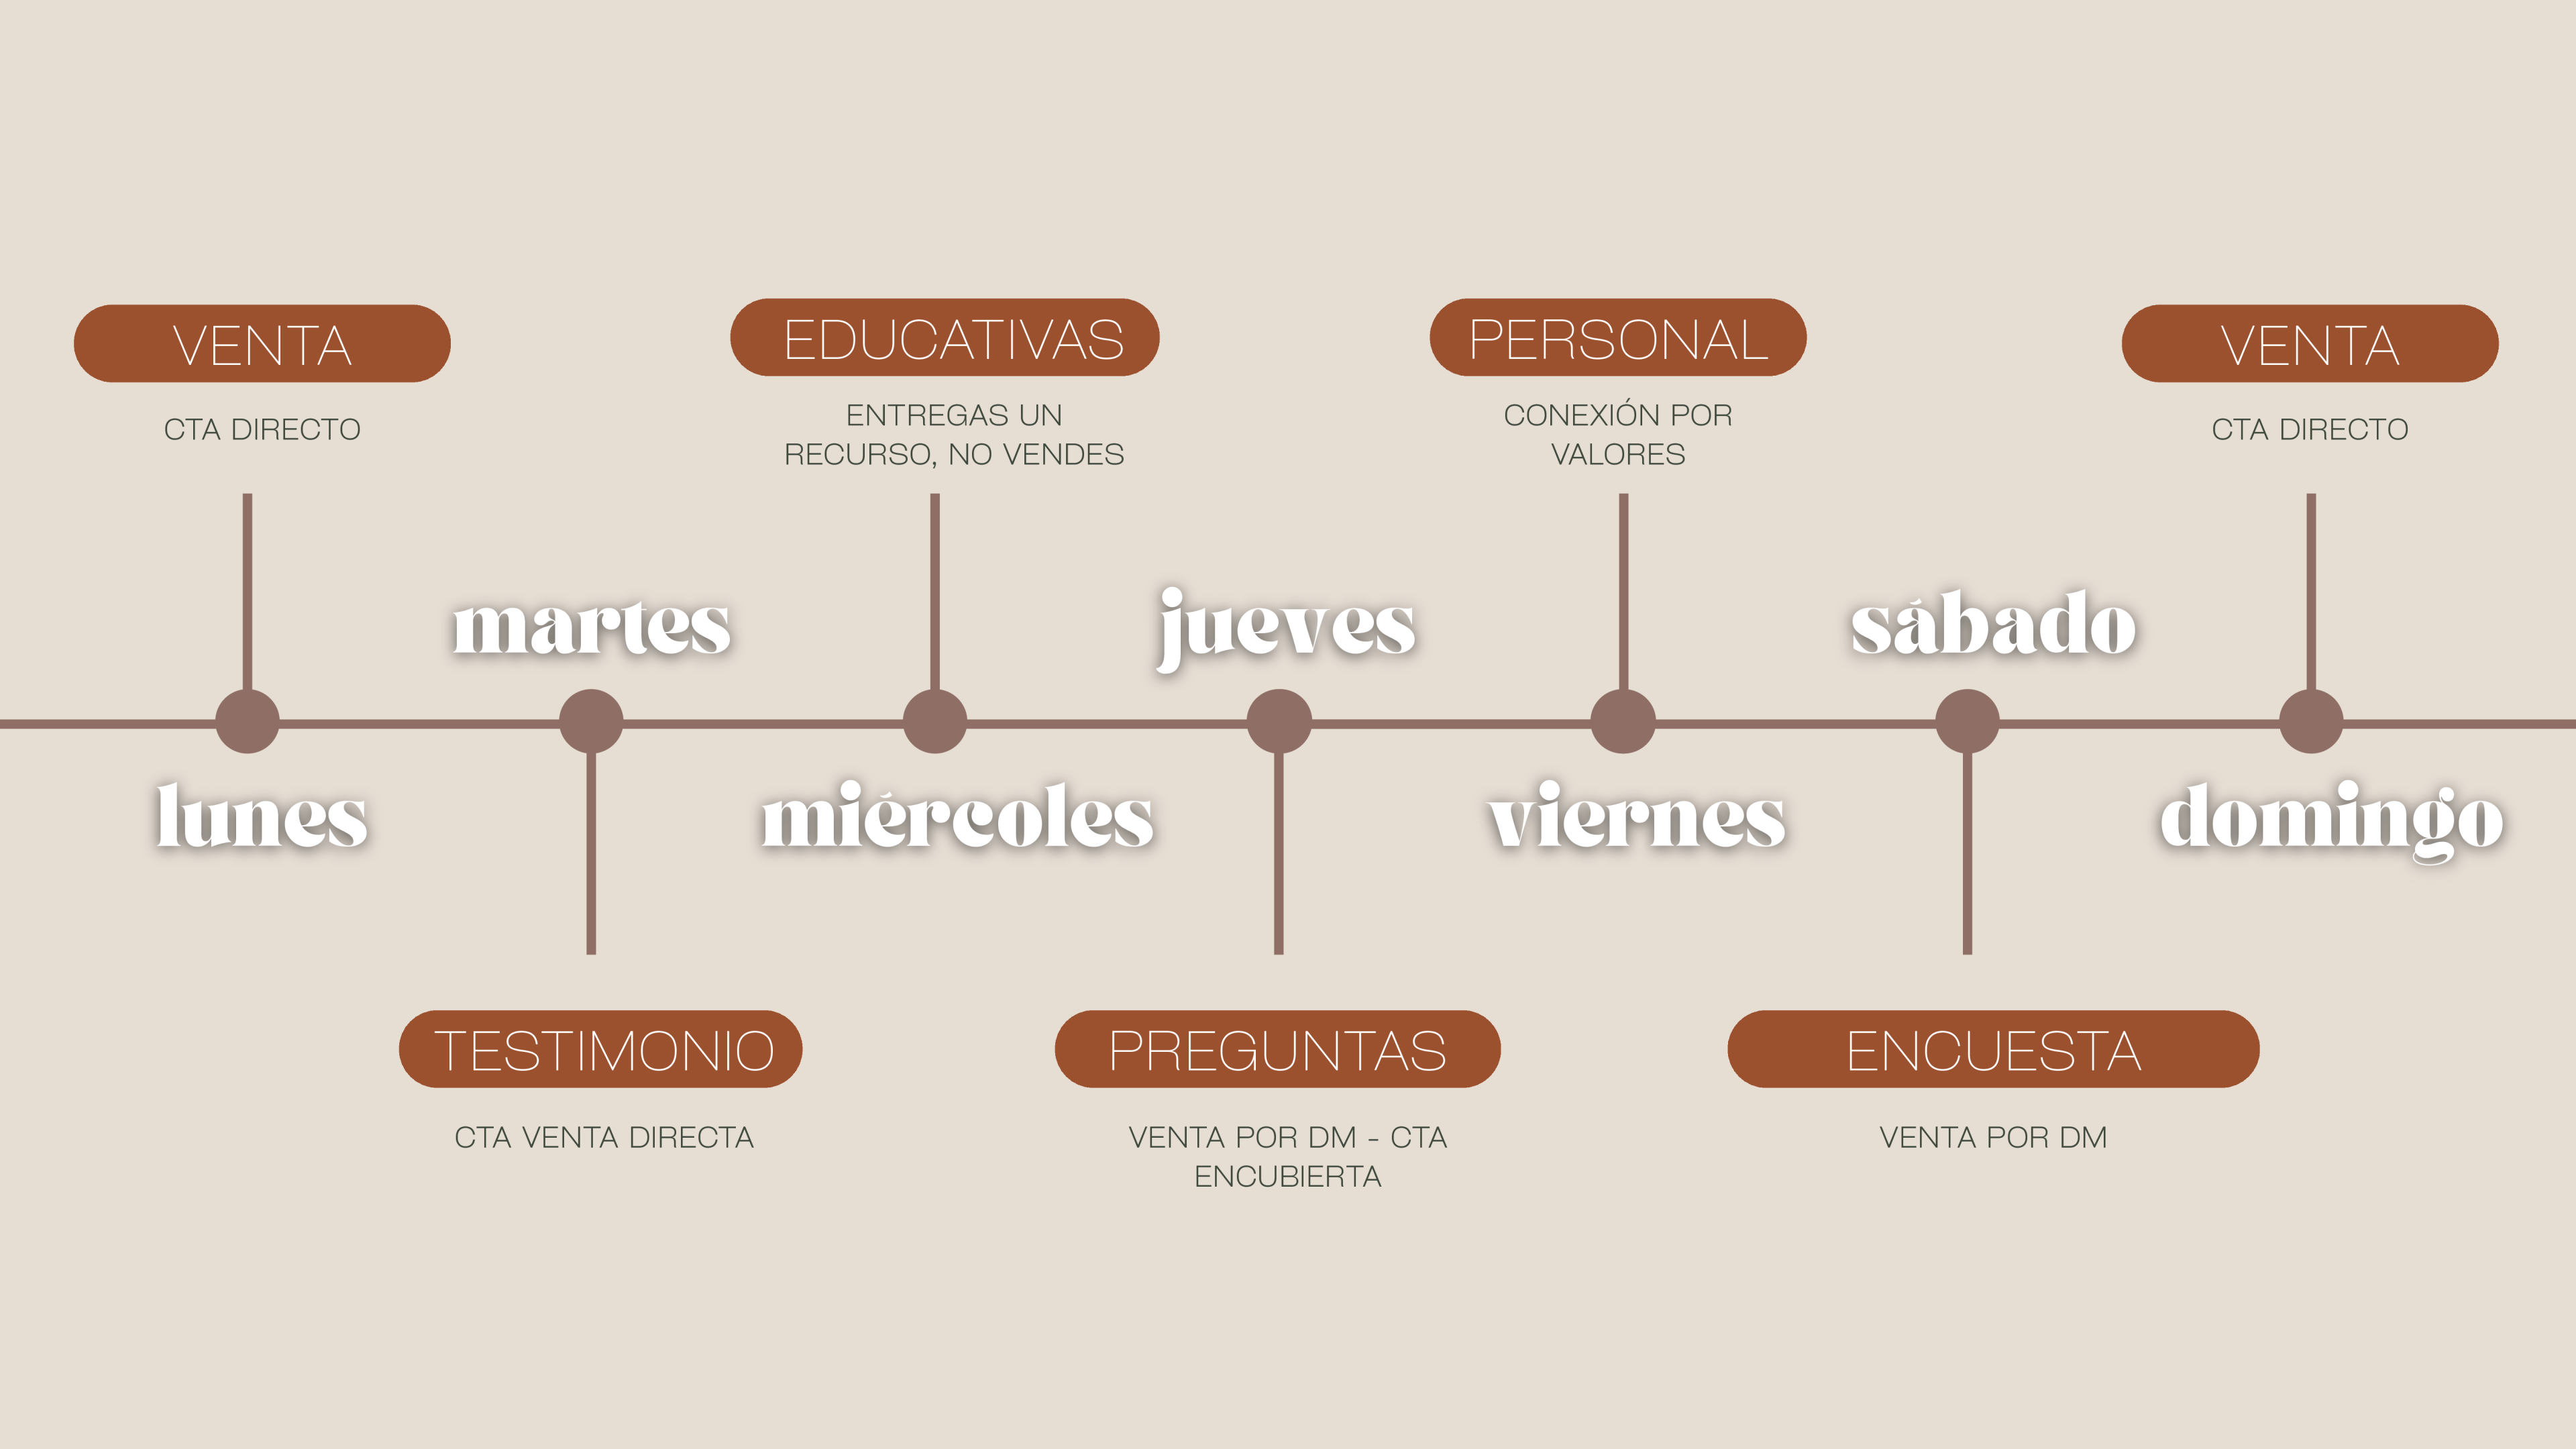 VENTA
CTA DIRECTO
lunes
martes
TESTIMONIO
CTA VENTA DIRECTA
EDUCATIVAS
ENTREGAS UN
RECURSO, NO VENDES
miércoles
jueves
PREGUNTAS
VENTA POR DM - CTA
ENCUBIERTA
PERSONAL
CONEXIÓN POR
VALORES
viernes
sábado
ENCUESTA
VENTA POR DM
VENTA
CTA DIRECTO
domingo